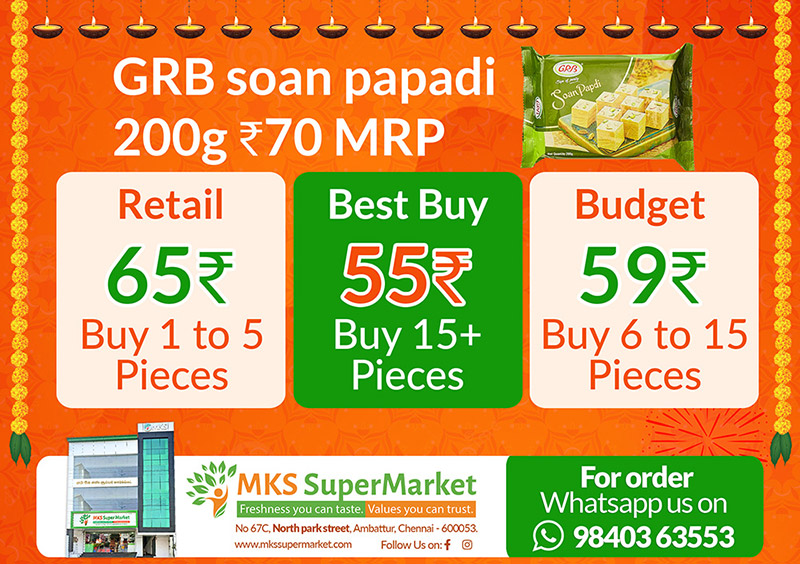 GRB soan papadi
200g ₹70 MRP
GRB
Soan Papdi
Retail
65₹
Buy 1 to 5
Pieces
Best Buy
55₹
Buy 15+
Pieces
Budget
59₹
Buy 6 to 15
Pieces
MKS SuperMarket
MKS SuperMarket
Freshness you can taste. Values you can trust.
No 67C, North park street, Ambattur, Chennai - 600053.
www.mkssupermarket.com Follow Us on:
For order
Whatsapp us on
98403 63553